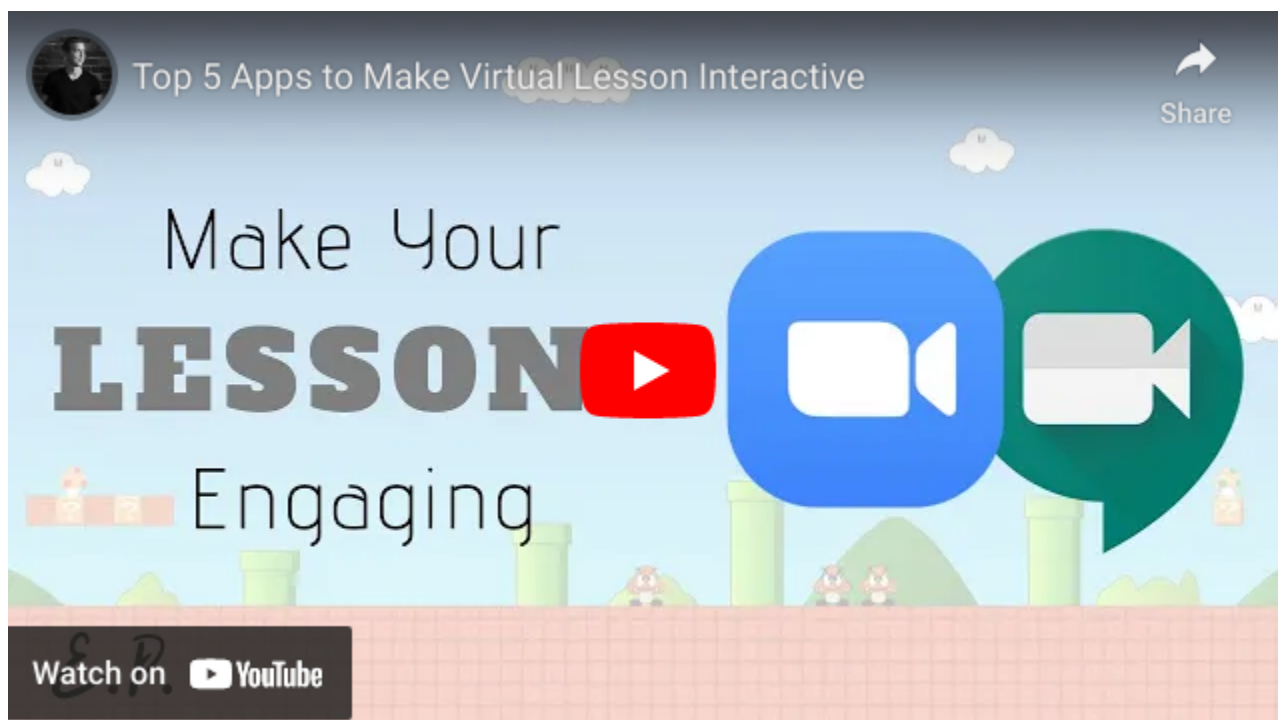 Top 5 Apps to Make Virtual Lesson Interactive
Share
Make Your
LESSON
Engaging
E.P.
Watch on YouTube